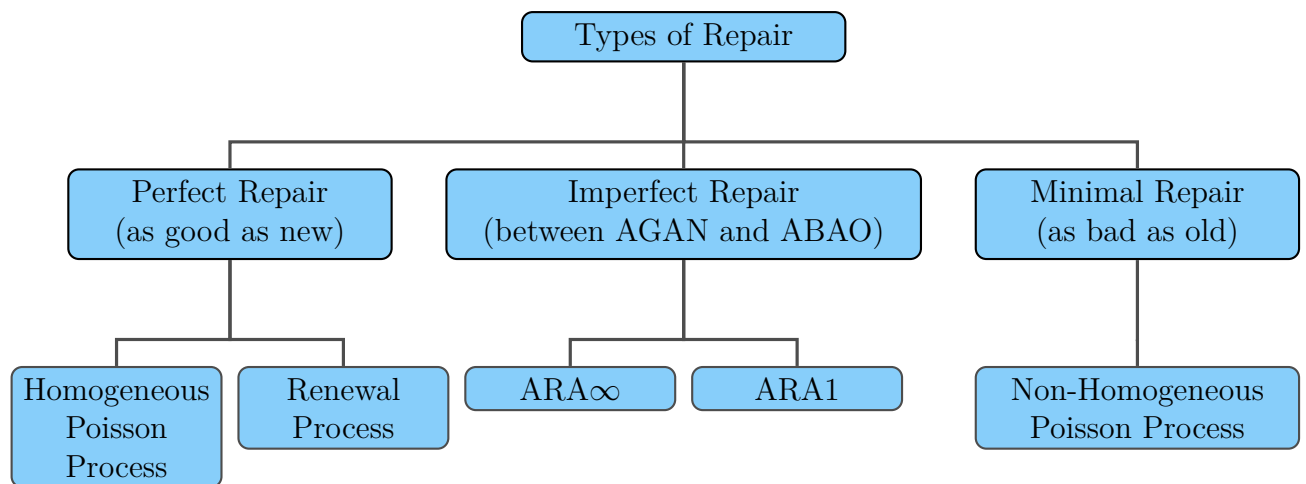 Types of Repair
Perfect Repair
(as good as new)
Imperfect Repair
(between AGAN and ABAO)
Minimal Repair
(as bad as old)
Homogeneous
Poisson
Process
Renewal
Process
ARA∞
ARA1
Non-Homogeneous
Poisson Process